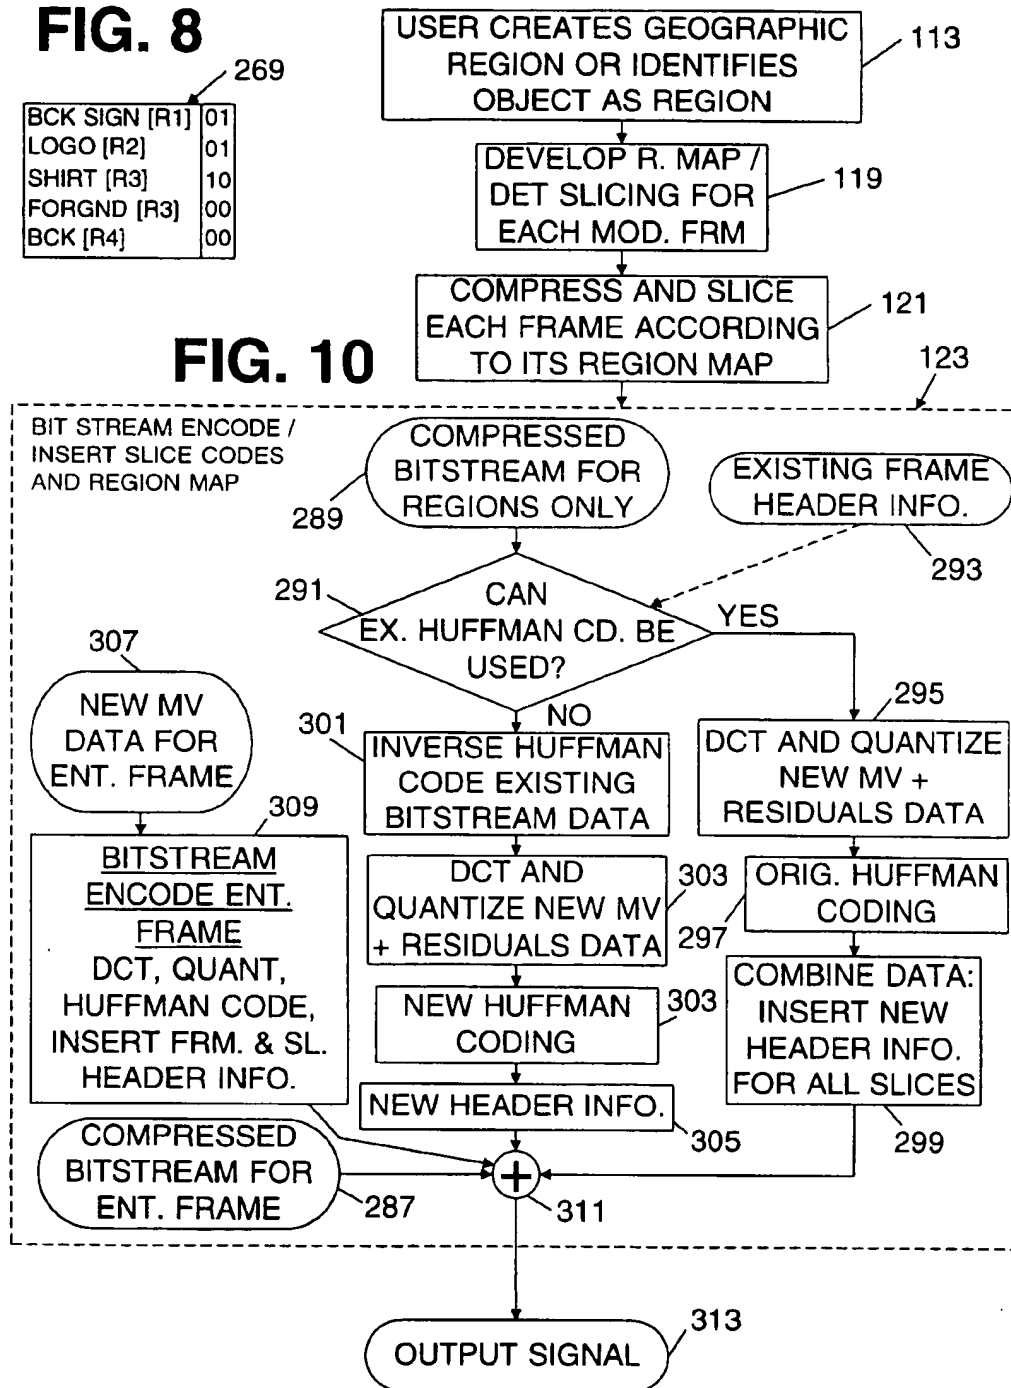 FIG. 8
269
BCK SIGN [R1] 01
LOGO [R2] 01
SHIRT [R3] 10
FORGND [R3] 00
BCK [R4] 00
USER CREATES GEOGRAPHIC
REGION OR IDENTIFIES
OBJECT AS REGION
113
DEVELOP R. MAP /
DET SLICING FOR
EACH MOD. FRM
119
COMPRESS AND SLICE
EACH FRAME ACCORDING
TO ITS REGION MAP
121
FIG. 10
123
BIT STREAM ENCODE /
INSERT SLICE CODES
AND REGION MAP
COMPRESSED
BITSTREAM FOR
REGIONS ONLY
289
EXISTING FRAME
HEADER INFO.
293
291
CAN
EX. HUFFMAN CD. BE
USED?
YES
NO
307
NEW MV
DATA FOR
ENT. FRAME
301
INVERSE HUFFMAN
CODE EXISTING
BITSTREAM DATA
295
DCT AND QUANTIZE
NEW MV +
RESIDUALS DATA
309
BITSTREAM
ENCODE ENT.
FRAME
DCT, QUANT,
HUFFMAN CODE,
INSERT FRM. & SL.
HEADER INFO.
DCT AND
QUANTIZE NEW MV
+ RESIDUALS DATA
303
ORIG. HUFFMAN
CODING
297
NEW HUFFMAN
CODING
303
COMBINE DATA:
INSERT NEW
HEADER INFO.
FOR ALL SLICES
299
NEW HEADER INFO.
305
COMPRESSED
BITSTREAM FOR
ENT. FRAME
287
+
311
OUTPUT SIGNAL
313